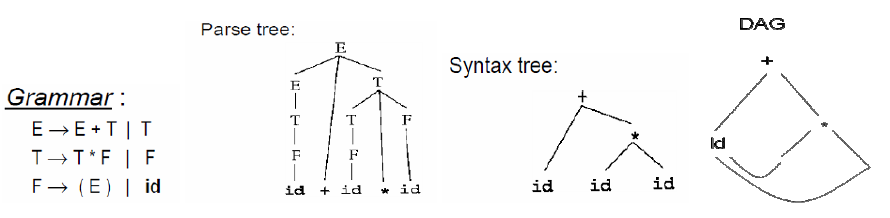 Grammar :
E → E + T | T
T → T * F | F
F → ( E ) | id
Parse tree:
E
E T
T T F
F F
id + id * id
Syntax tree:
+
*
id id id
DAG
+
*
Id